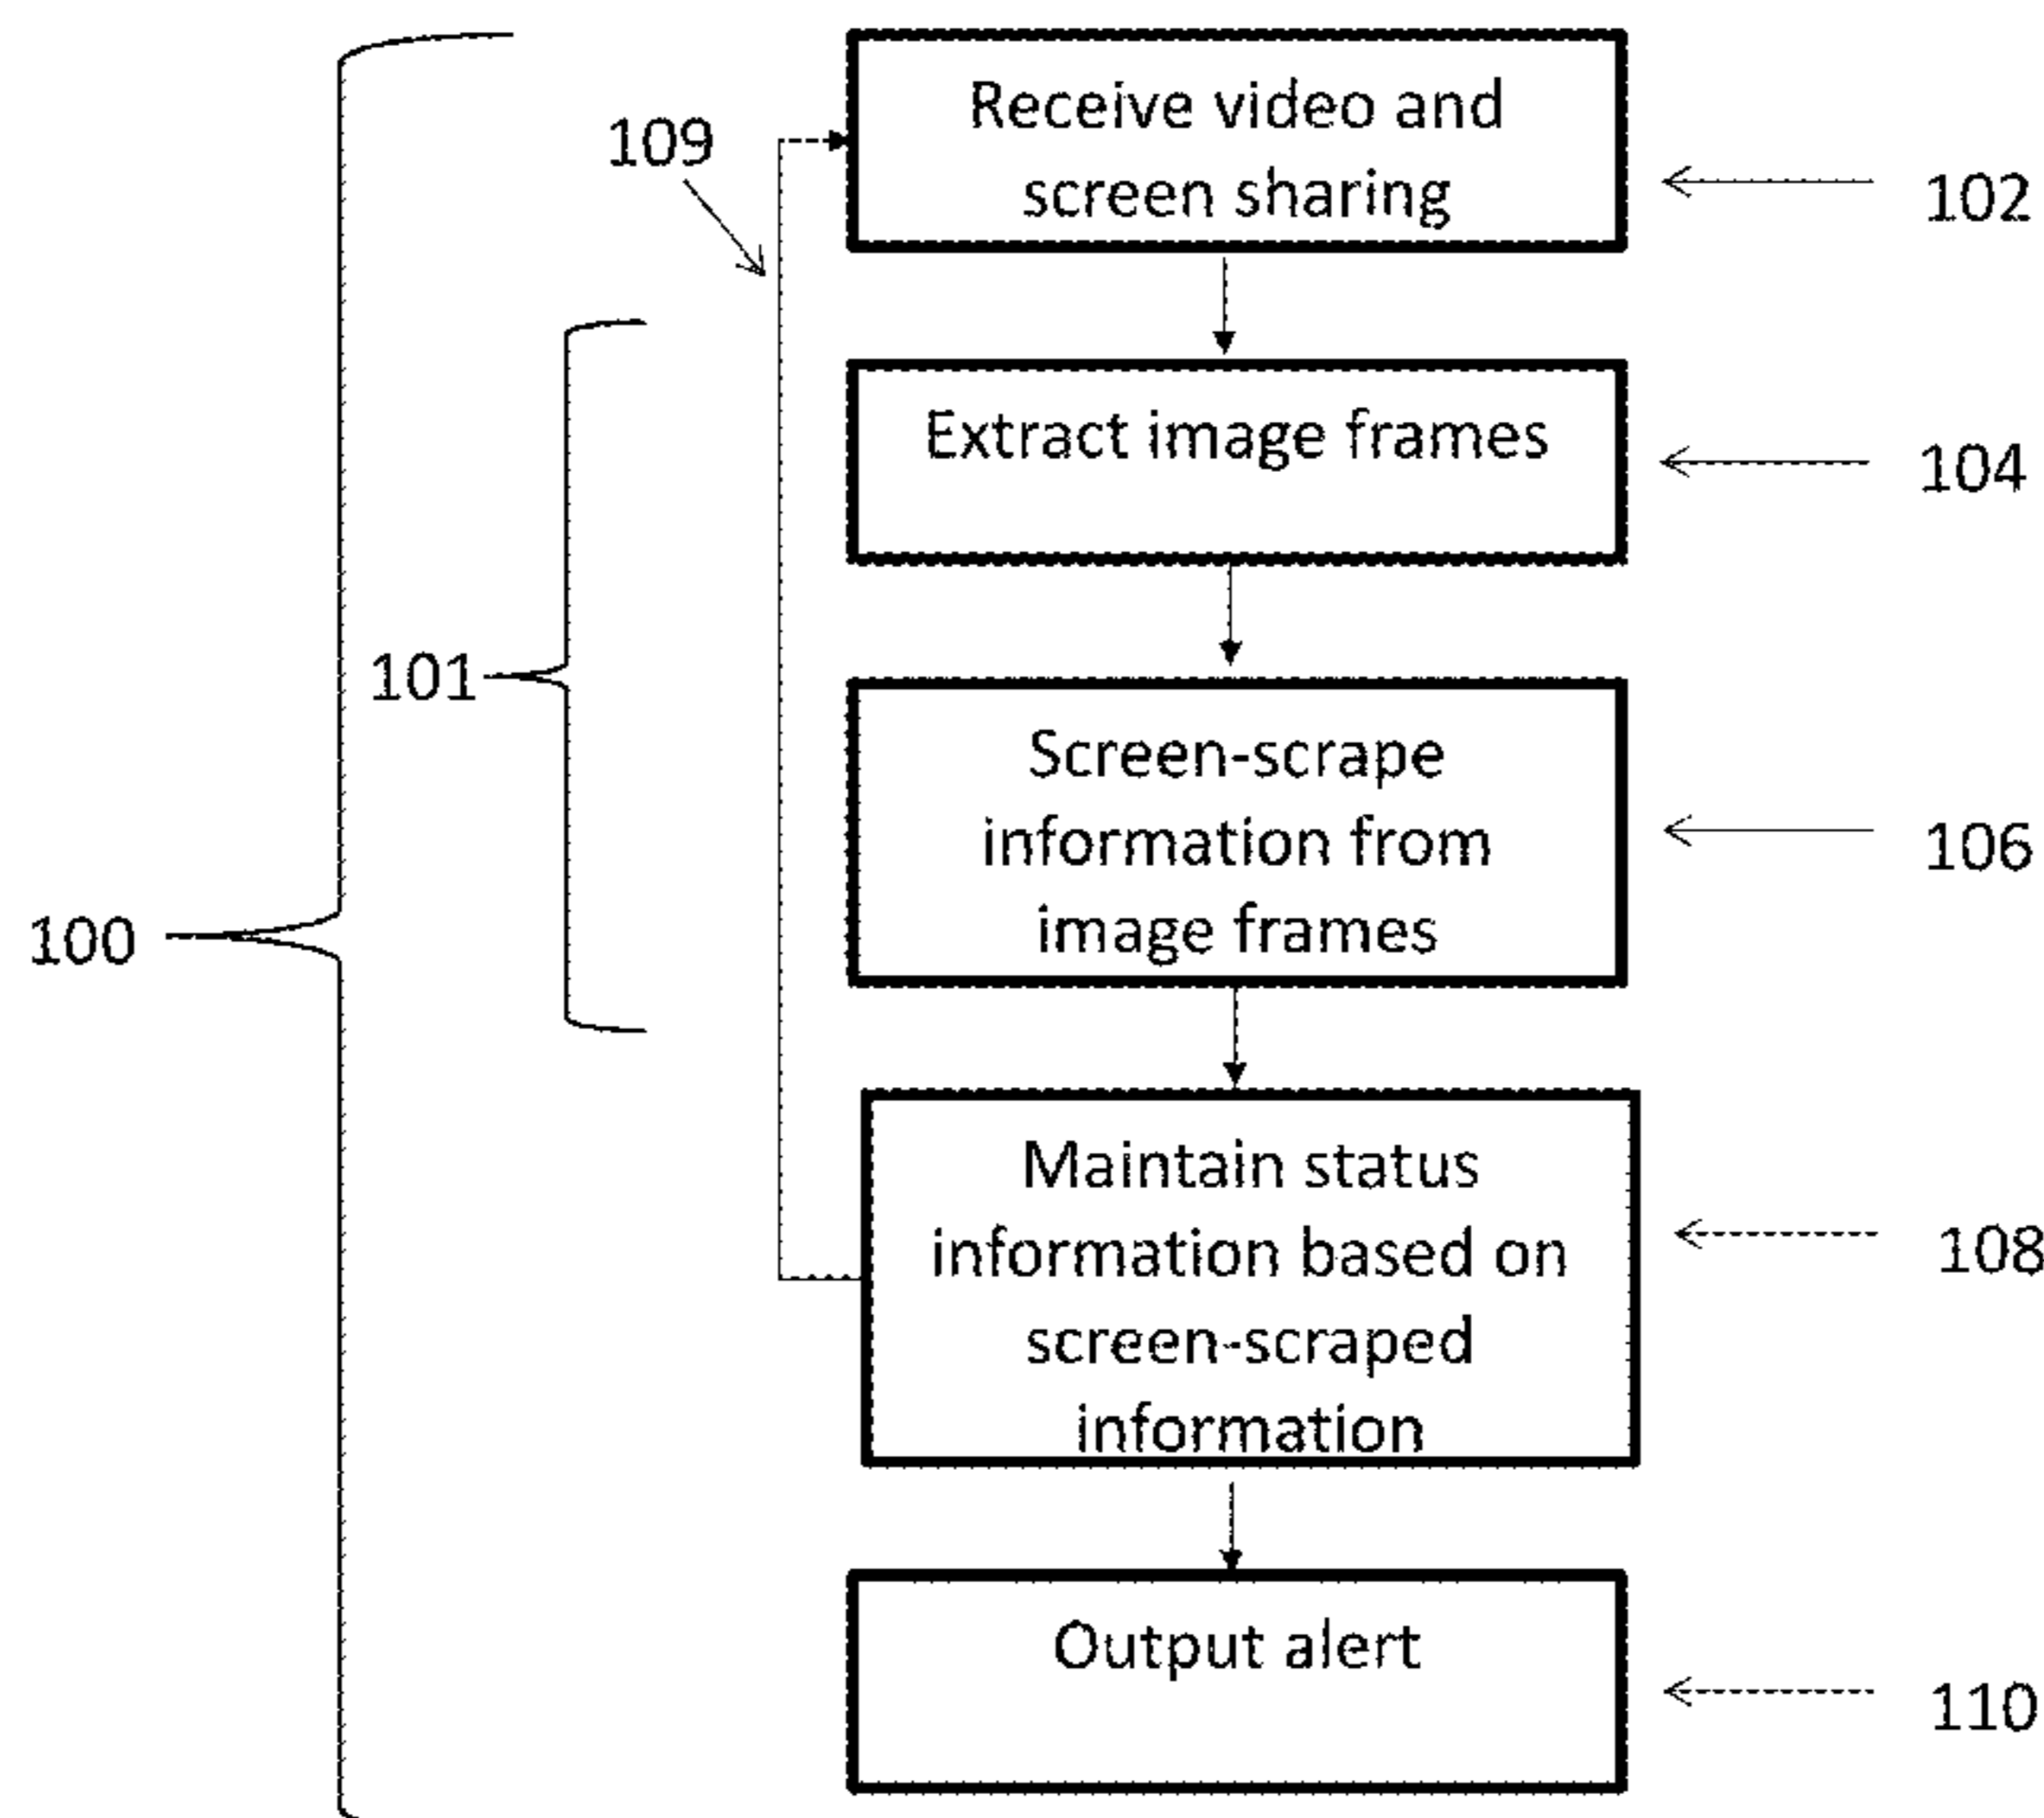 Receive video and
screen sharing
109
102
Extract image frames
104
101
Screen-scrape
information from
image frames
106
100
Maintain status
information based on
screen-scraped
information
108
Output alert
110